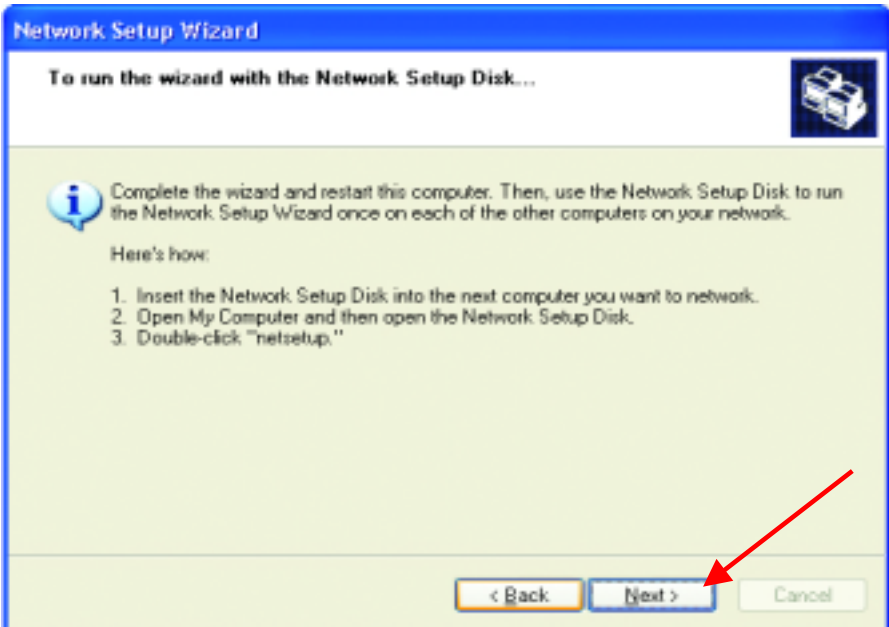 Network Setup Wizard
To run the wizard with the Network Setup Disk...
Complete the wizard and restart this computer. Then, use the Network Setup Disk to run
the Network Setup Wizard once on each of the other computers on your network.
Here's how:
1. Insert the Network Setup Disk into the next computer you want to network.
2. Open My Computer and then open the Network Setup Disk.
3. Double-click "netsetup."
< Back
Next >
Cancel